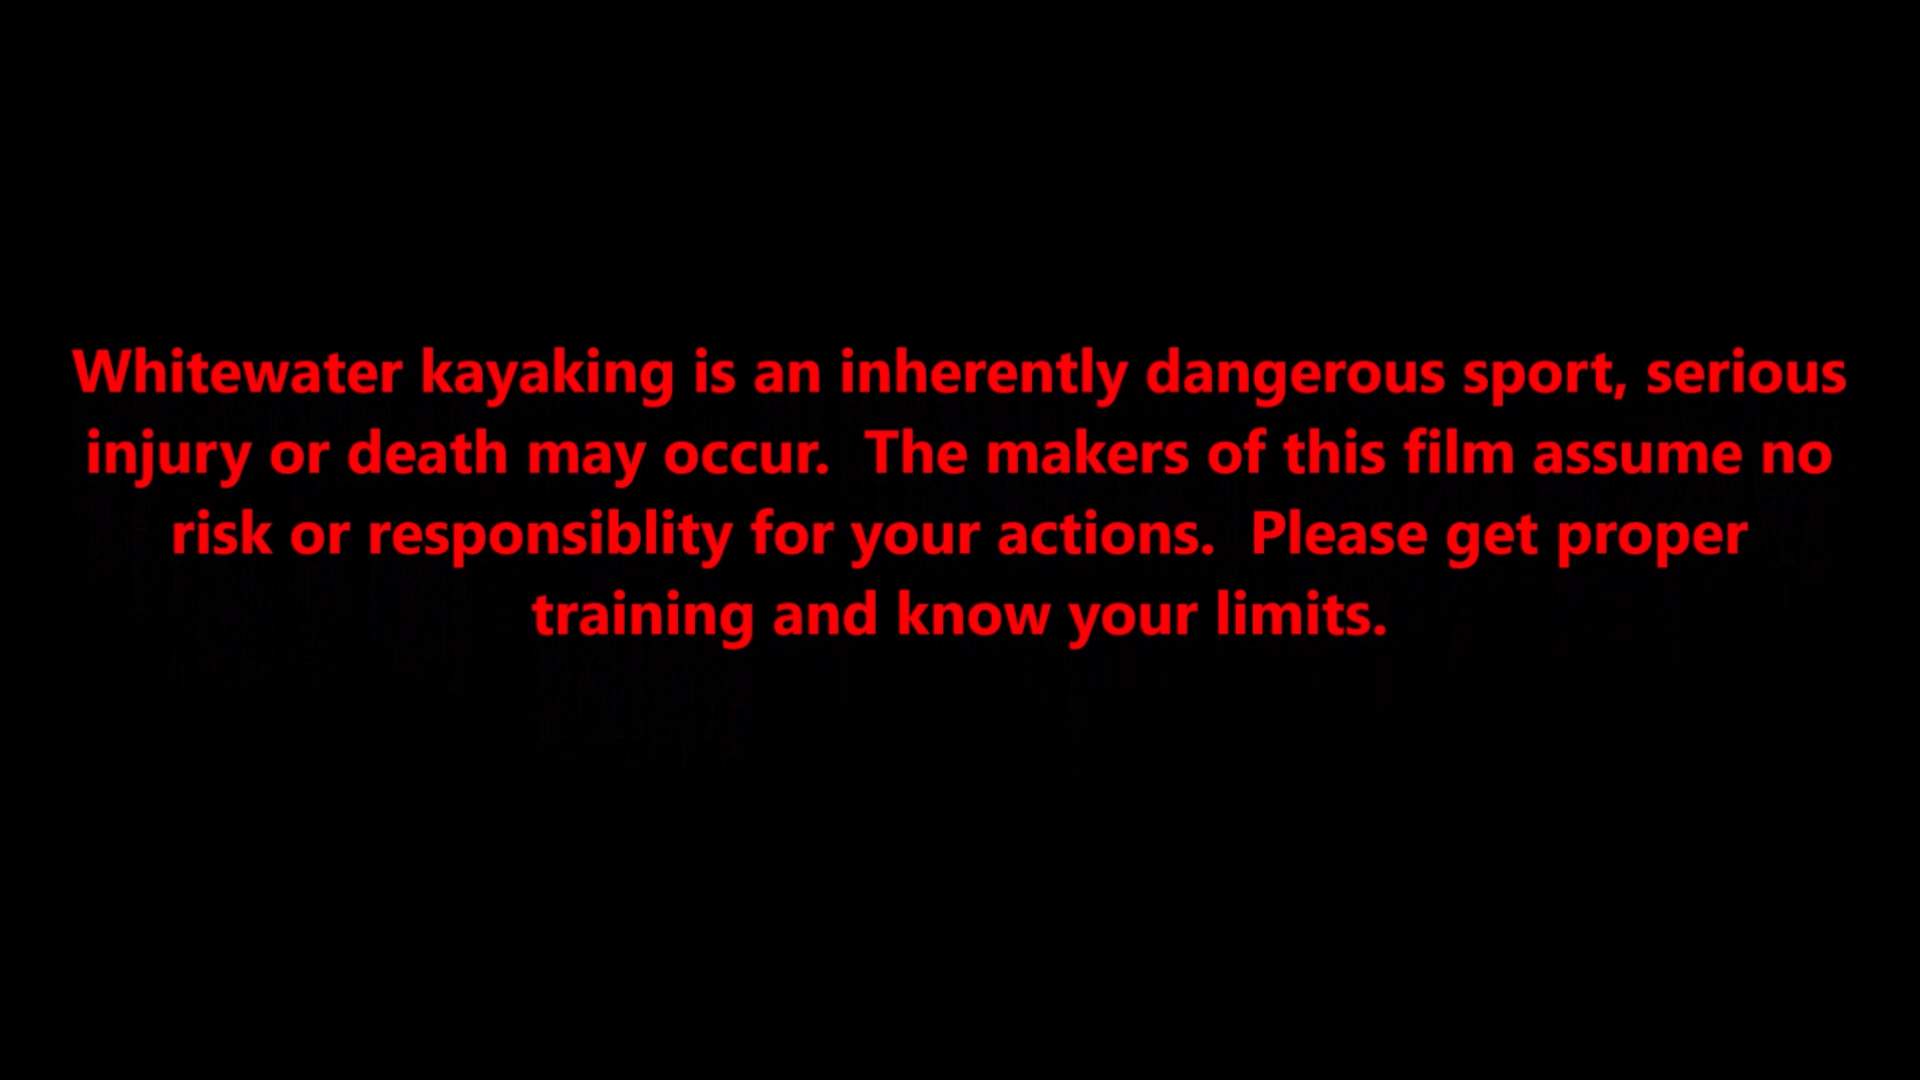 Whitewater kayaking is an inherently dangerous sport, serious
injury or death may occur.  The makers of this film assume no
risk or responsiblity for your actions.  Please get proper
training and know your limits.